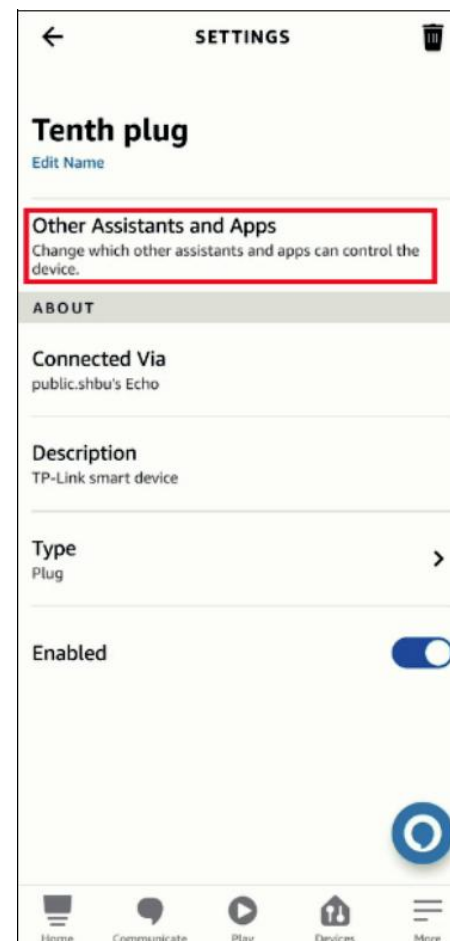 SETTINGS
Tenth plug
Edit Name
Other Assistants and Apps
Change which other assistants and apps can control the
device.
ABOUT
Connected Via
public.shbu's Echo
Description
TP-Link smart device
Type
Plug
Enabled
Home Communicate Play Devices More